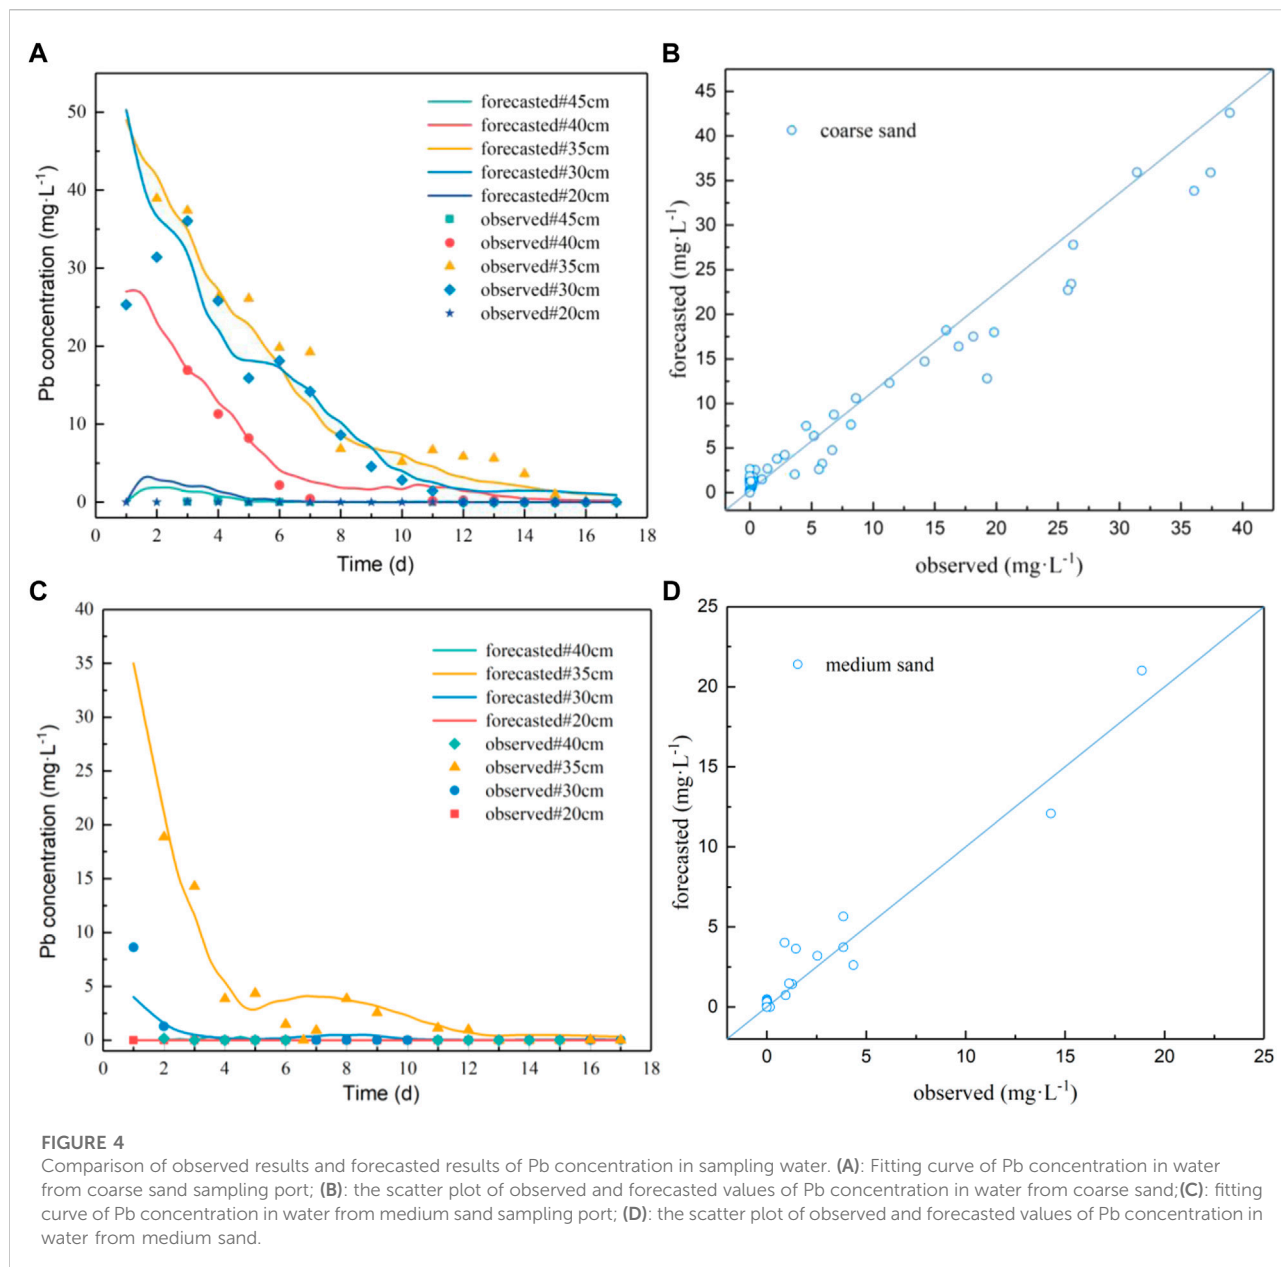 A
Pb concentration (mg·L⁻¹)
50
40
30
20
10
0
0 2 4 6 8 10 12 14 16 18
Time (d)
forecasted#45cm
forecasted#40cm
forecasted#35cm
forecasted#30cm
forecasted#20cm
observed#45cm
observed#40cm
observed#35cm
observed#30cm
observed#20cm
B
forecasted (mg·L⁻¹)
45
40
35
30
25
20
15
10
5
0
0 5 10 15 20 25 30 35 40
observed (mg·L⁻¹)
coarse sand
C
Pb concentration (mg·L⁻¹)
40
35
30
25
20
15
10
5
0
0 2 4 6 8 10 12 14 16 18
Time (d)
forecasted#40cm
forecasted#35cm
forecasted#30cm
forecasted#20cm
observed#40cm
observed#35cm
observed#30cm
observed#20cm
D
forecasted (mg·L⁻¹)
25
20
15
10
5
0
0 5 10 15 20 25
observed (mg·L⁻¹)
medium sand
FIGURE 4
Comparison of observed results and forecasted results of Pb concentration in sampling water. (A): Fitting curve of Pb concentration in water
from coarse sand sampling port; (B): the scatter plot of observed and forecasted values of Pb concentration in water from coarse sand;(C): fitting
curve of Pb concentration in water from medium sand sampling port; (D): the scatter plot of observed and forecasted values of Pb concentration in
water from medium sand.